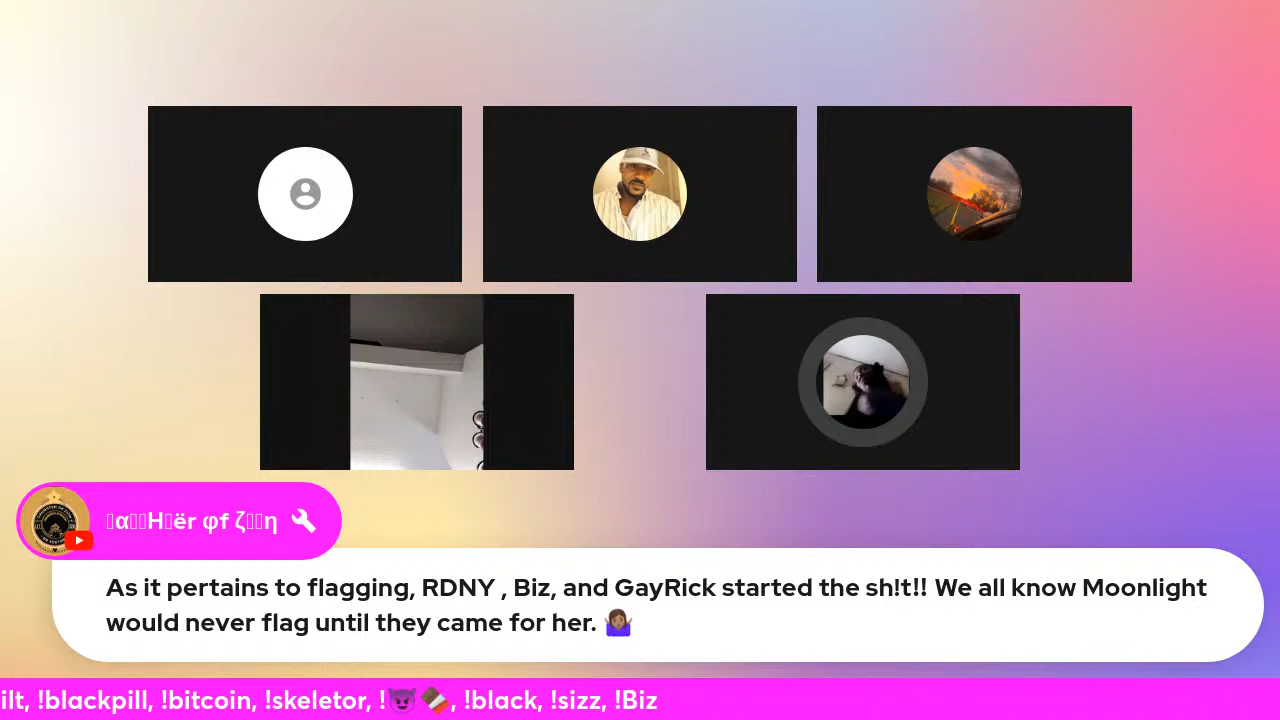 As it pertains to flagging, RDNY , Biz, and GayRick started the sh!t!! We all know Moonlight
would never flag until they came for her. 🤷🏽‍♀️
ilt, !blackpill, !bitcoin, !skeletor, !😈🍫, !black, !sizz, !Biz